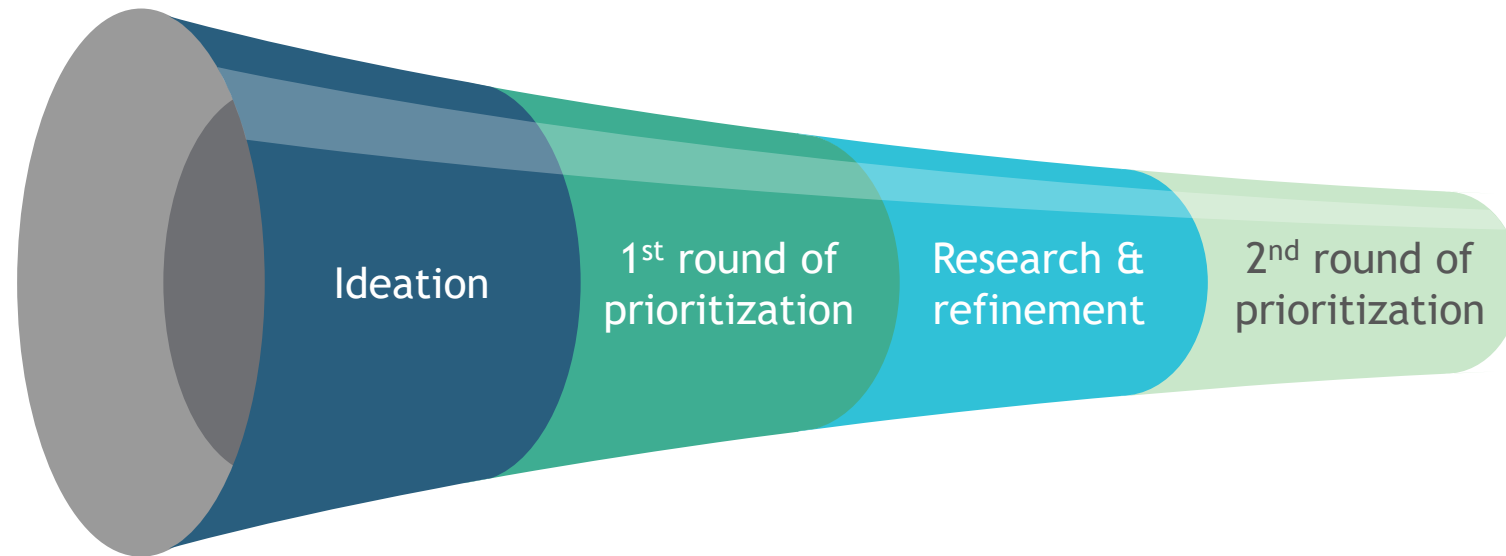 Ideation
1st round of
prioritization
Research &
refinement
2nd round of
prioritization